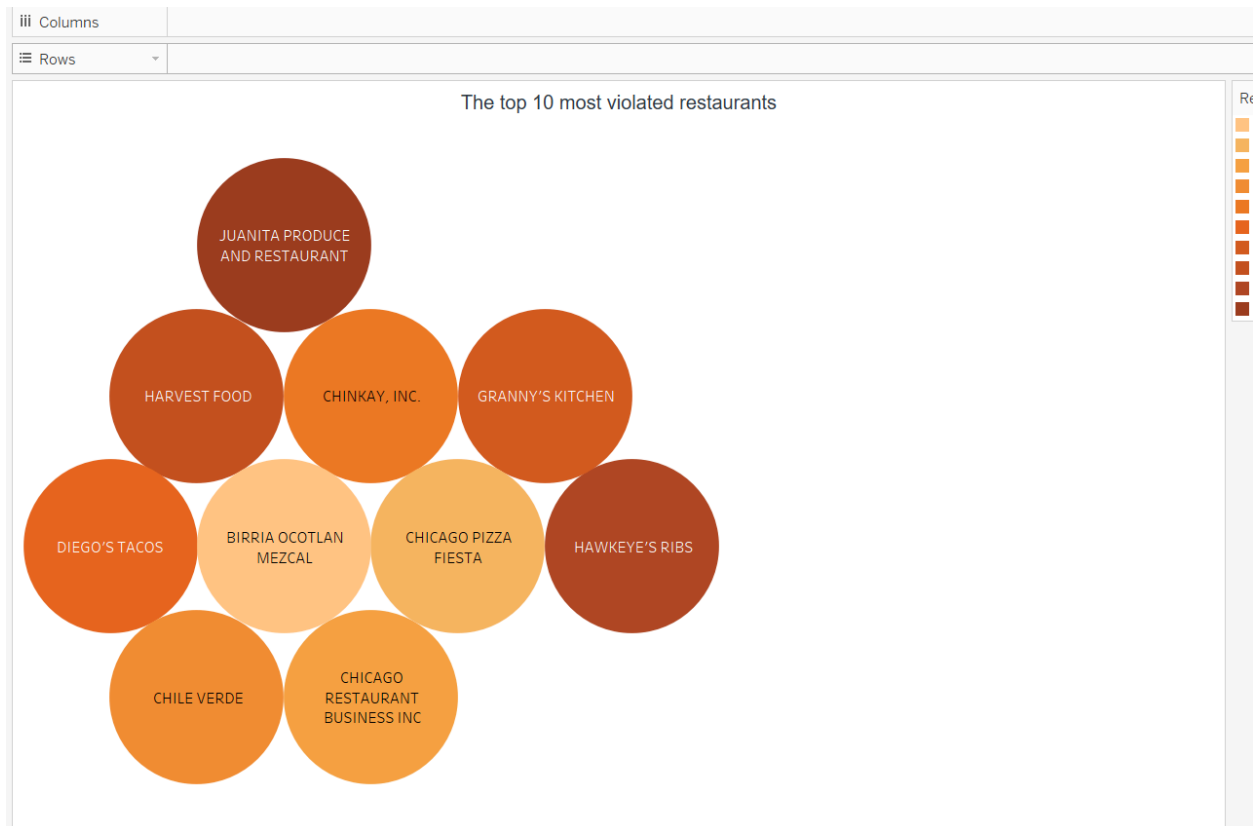 Columns
Rows
The top 10 most violated restaurants
Re
JUANITA PRODUCE
AND RESTAURANT
HARVEST FOOD
CHINKAY, INC.
GRANNY'S KITCHEN
DIEGO'S TACOS
BIRRIA OCOTLAN
MEZCAL
CHICAGO PIZZA
FIESTA
HAWKEYE'S RIBS
CHILE VERDE
CHICAGO
RESTAURANT
BUSINESS INC